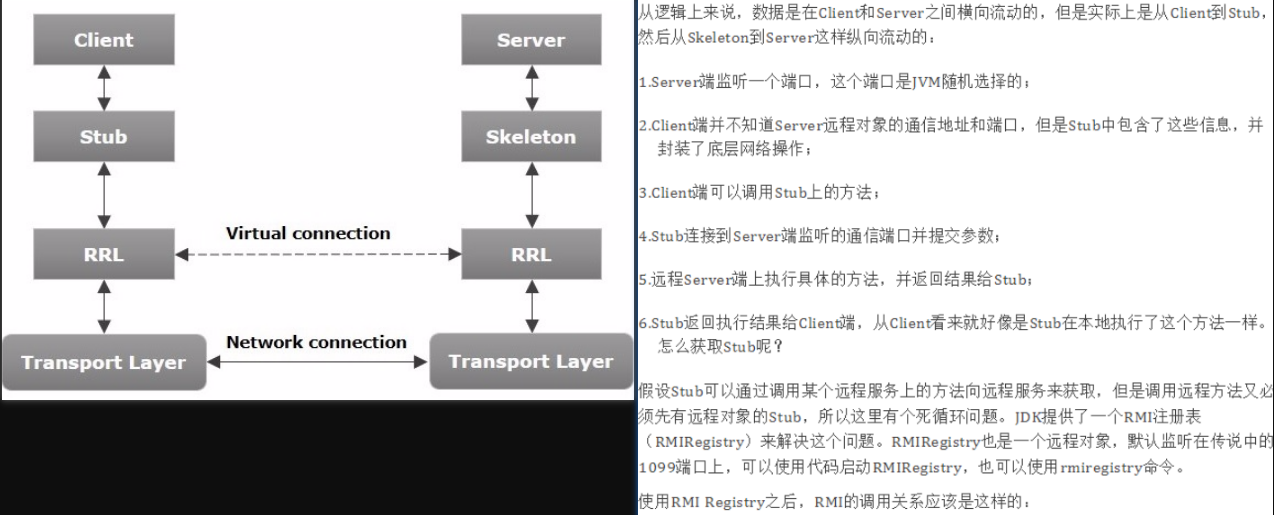 Client
Server
Stub
Skeleton
Virtual connection
RRL
RRL
Network connection
Transport Layer
Transport Layer
从逻辑上来说，数据是在Client和Server之间横向流动的，但是实际上是从Client到Stub，
然后从Skeleton到Server这样纵向流动的：
1.Server端监听一个端口，这个端口是JVM随机选择的；
2.Client端并不知道Server远程对象的通信地址和端口，但是Stub中包含了这些信息，并
封装了底层网络操作；
3.Client端可以调用Stub上的方法；
4.Stub连接到Server端监听的通信端口并提交参数；
5.远程Server端上执行具体的方法，并返回结果给Stub；
6.Stub返回执行结果给Client端，从Client看来就好像是Stub在本地执行了这个方法一样。
怎么获取Stub呢？
假设Stub可以通过调用某个远程服务上的方法向远程服务来获取，但是调用远程方法又必
须先有远程对象的Stub，所以这里有个死循环问题。JDK提供了一个RMI注册表
（RMIRegistry）来解决这个问题。RMIRegistry也是一个远程对象，默认监听在传说中的
1099端口上，可以使用代码启动RMIRegistry，也可以使用rmiregistry命令。
使用RMI Registry之后，RMI的调用关系应该是这样的：